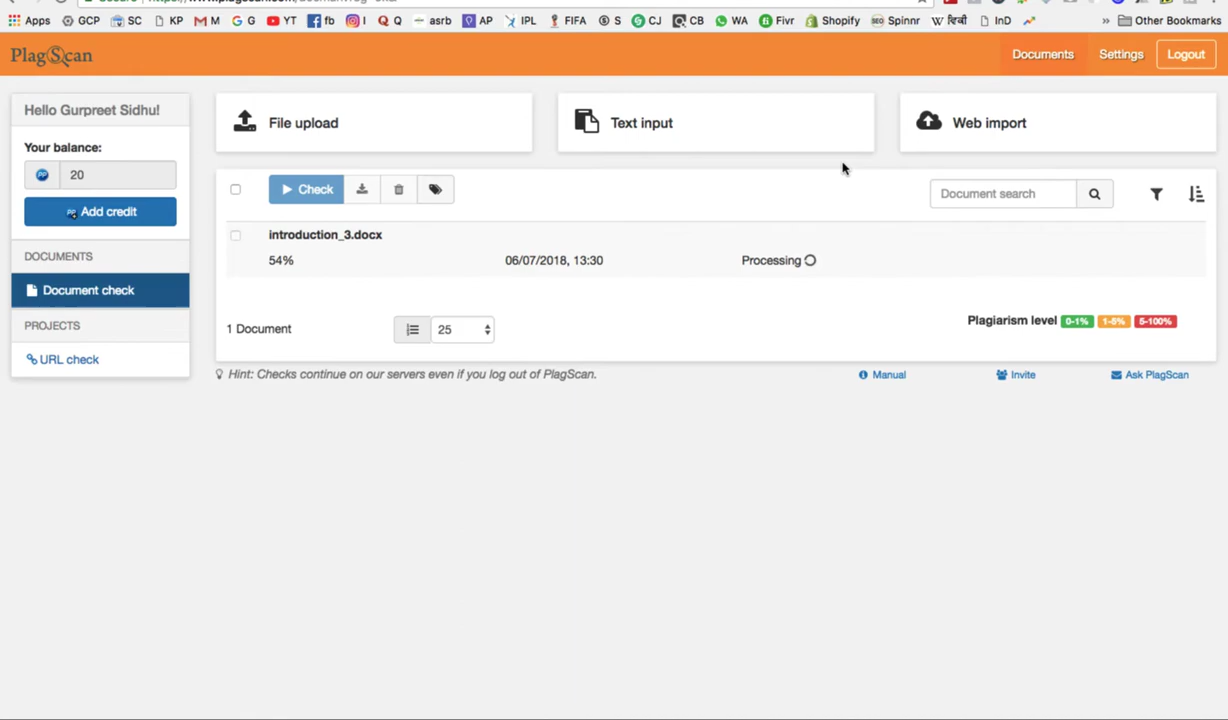 Apps GCP SC KP M G YT fb I Q asrb AP IPL FIFA S CJ CB WA Fivr Shopify Spinnr विकी InD » Other Bookmarks
PlagScan Documents Settings Logout
Hello Gurpreet Sidhu!
Your balance:
20
Add credit
DOCUMENTS
Document check
PROJECTS
URL check
File upload Text input Web import
Check Document search
introduction_3.docx
54% 06/07/2018, 13:30 Processing
1 Document 25 Plagiarism level 0-1% 1-5% 5-100%
Hint: Checks continue on our servers even if you log out of PlagScan. Manual Invite Ask PlagScan